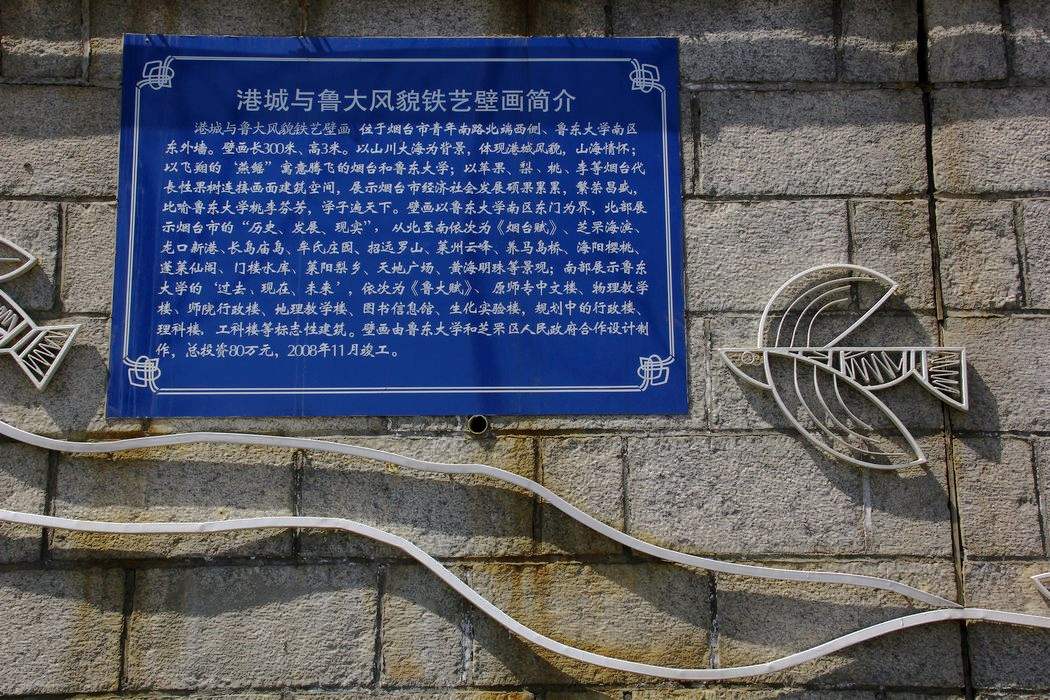 港城与鲁大风貌铁艺壁画简介
港城与鲁大风貌铁艺壁画 位于烟台市青年南路北端西侧、鲁东大学南区
东外墙。壁画长300米、高3米。以山川大海为背景，体现港城风貌，山海情怀；
以飞翔的“燕鳐”寓意腾飞的烟台和鲁东大学；以苹果、梨、桃、李等烟台代
表性果树连接画面建筑空间，展示烟台市经济社会发展硕果累累，繁荣昌盛，
比喻鲁东大学桃李芬芳，学子遍天下。壁画以鲁东大学南区东门为界，北部展
示烟台市的“历史、发展、现实”，从北至南依次为《烟台赋》、芝罘海滨、
龙口新港、长岛庙岛、牟氏庄园、招远罗山、莱州云峰、养马岛桥、海阳樱桃、
蓬莱仙阁、门楼水库、莱阳梨乡、天地广场、黄海明珠等景观；南部展示鲁东
大学的‘过去、现在、未来’，依次为《鲁大赋》、原师专中文楼、物理教学
楼、师院行政楼、地理教学楼、图书信息馆、生化实验楼，规划中的行政楼、
理科楼，工科楼等标志性建筑。壁画由鲁东大学和芝罘区人民政府合作设计制
作，总投资80万元，2008年11月竣工。